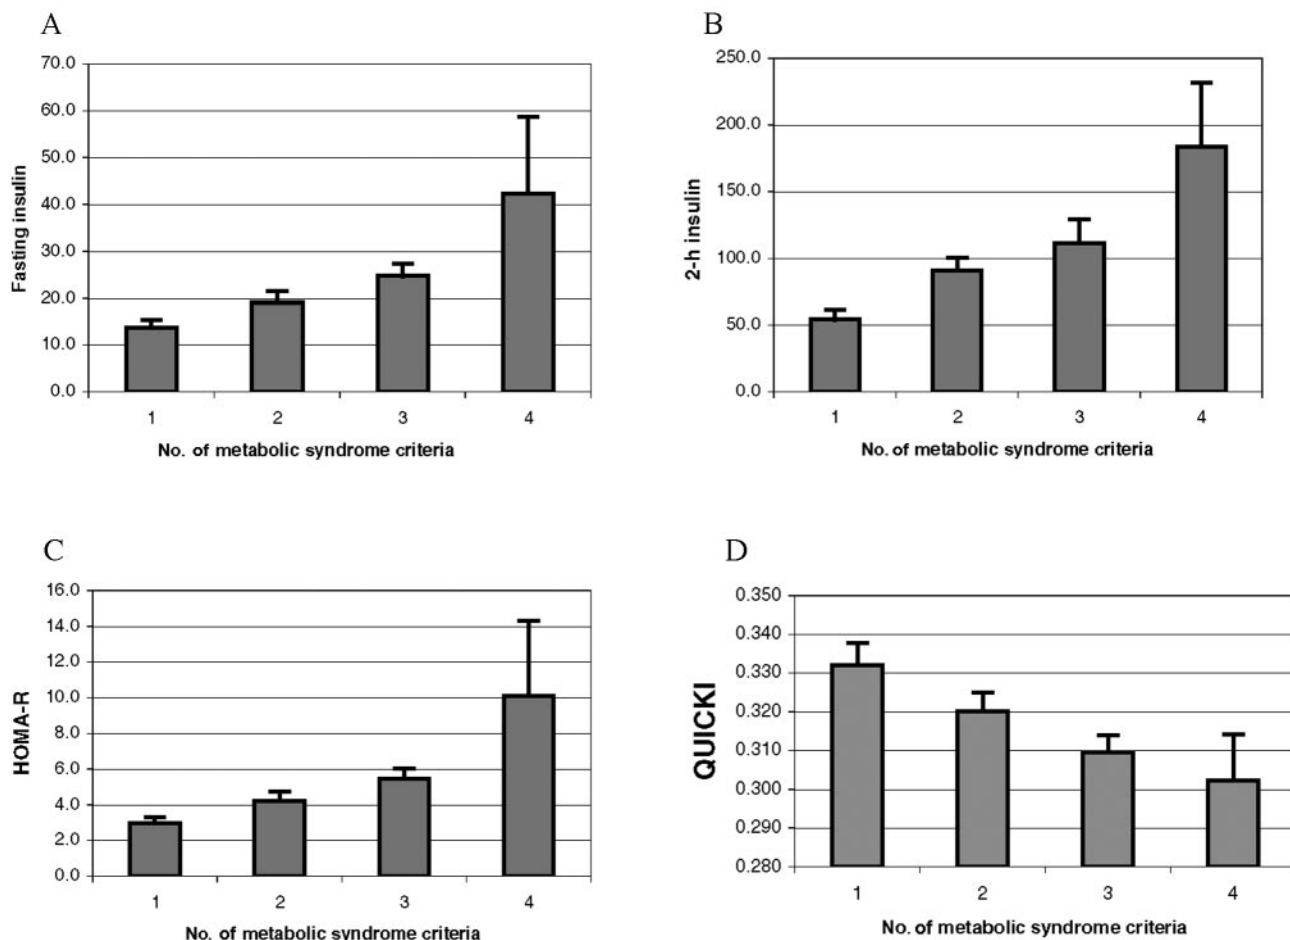 A
70.0
60.0
50.0
40.0
30.0
20.0
10.0
0.0
Fasting insulin
1 2 3 4
No. of metabolic syndrome criteria
B
250.0
200.0
150.0
100.0
50.0
0.0
2-h insulin
1 2 3 4
No. of metabolic syndrome criteria
C
16.0
14.0
12.0
10.0
8.0
6.0
4.0
2.0
0.0
HOMA-R
1 2 3 4
No. of metabolic syndrome criteria
D
0.350
0.340
0.330
0.320
0.310
0.300
0.290
0.280
QUICKI
1 2 3 4
No. of metabolic syndrome criteria